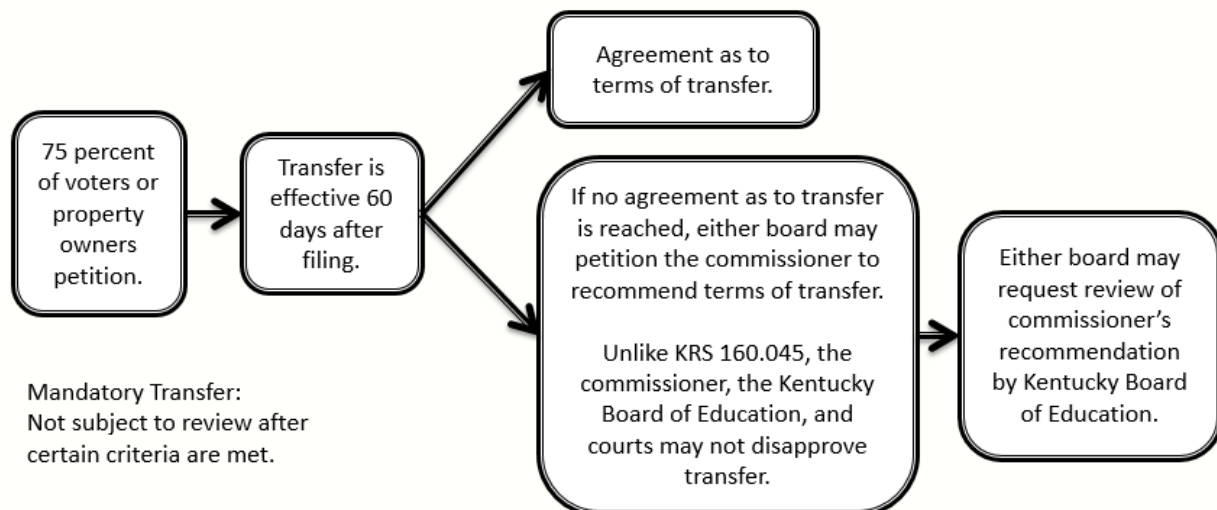 75 percent
of voters or
property
owners
petition.
Transfer is
effective 60
days after
filing.
Agreement as to
terms of transfer.
If no agreement as to transfer
is reached, either board may
petition the commissioner to
recommend terms of transfer.
Unlike KRS 160.045, the
commissioner, the Kentucky
Board of Education, and
courts may not disapprove
transfer.
Either board may
request review of
commissioner’s
recommendation
by Kentucky Board
of Education.
Mandatory Transfer:
Not subject to review after
certain criteria are met.